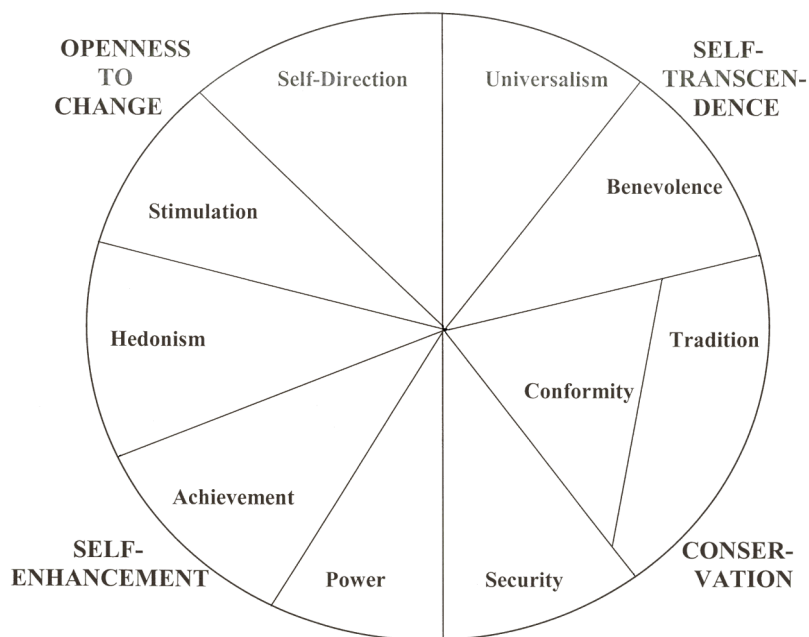 OPENNESS
TO
CHANGE
Self-Direction
Universalism
SELF-
TRANSCEN-
DENCE
Benevolence
Stimulation
Hedonism
Tradition
Conformity
Achievement
Power
Security
SELF-
ENHANCEMENT
CONSER-
VATION